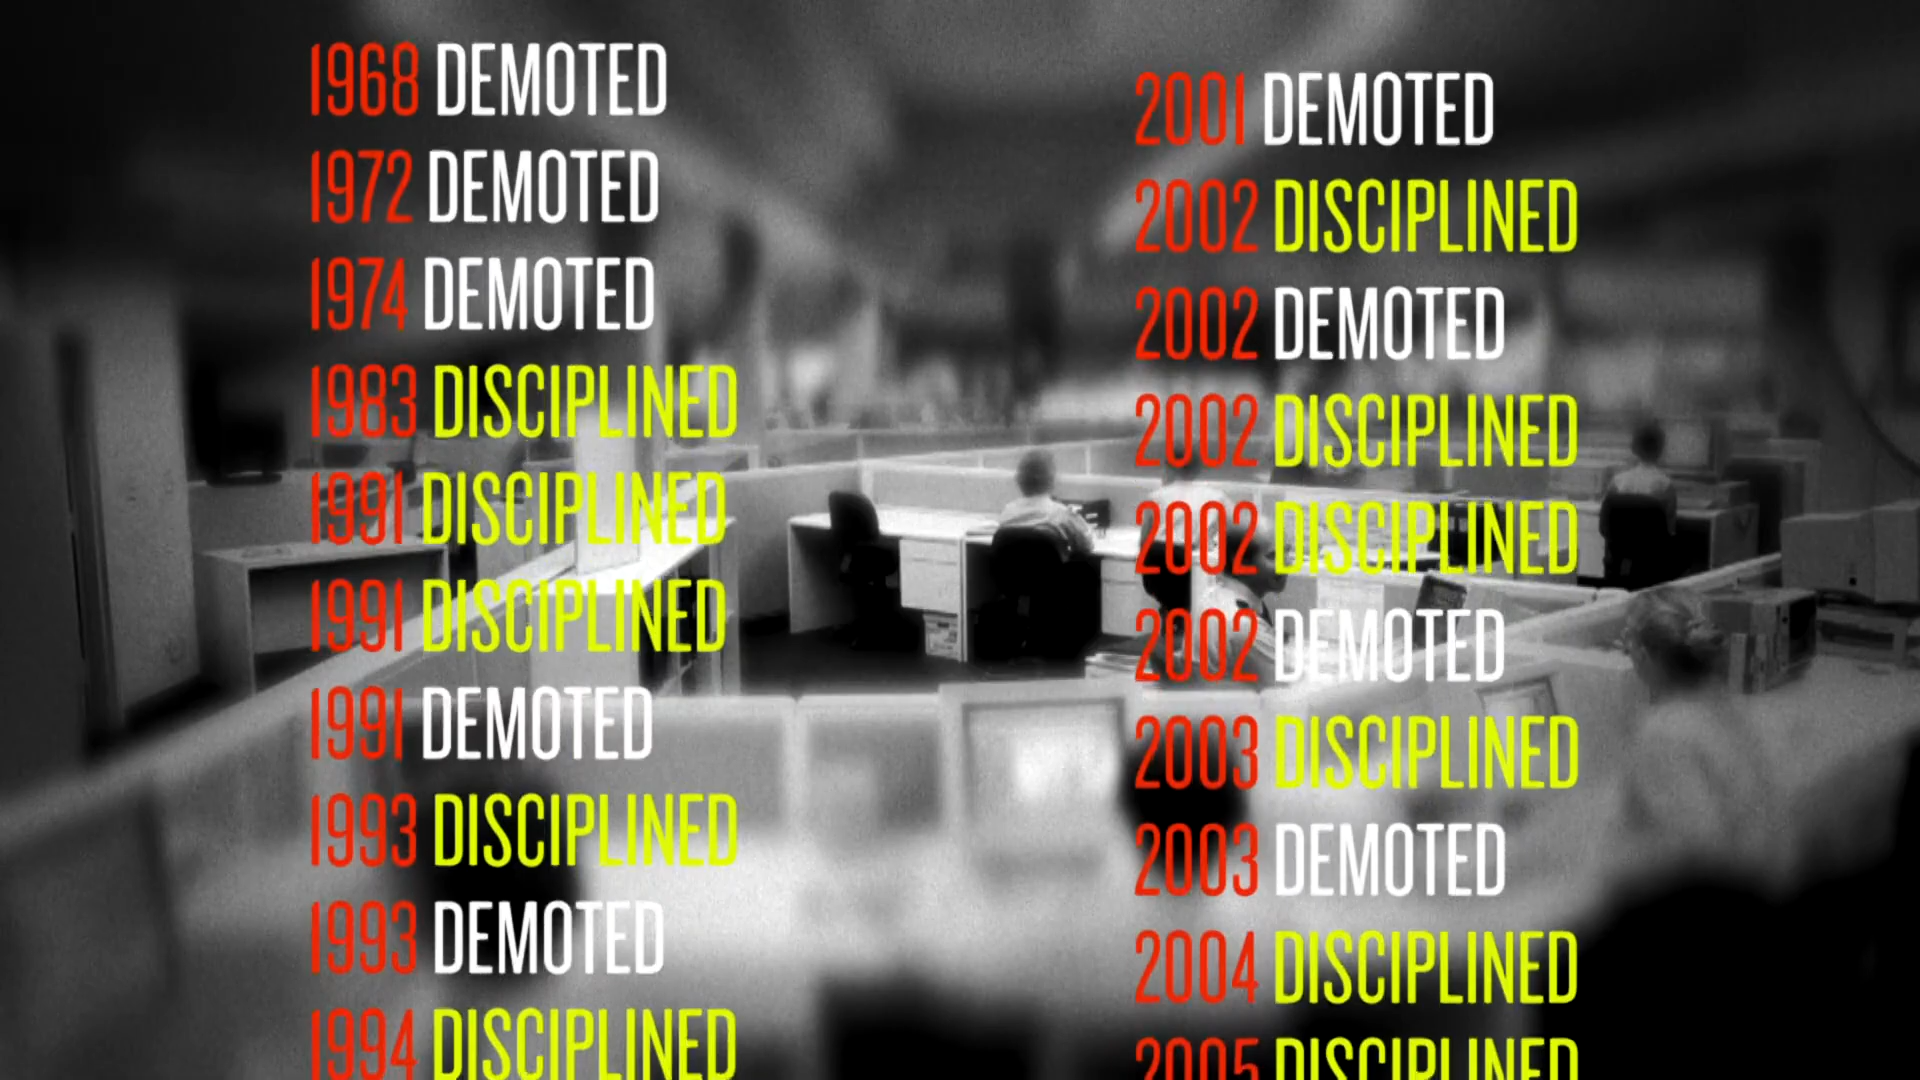 1968 DEMOTED
1972 DEMOTED
1974 DEMOTED
1983 DISCIPLINED
1991 DISCIPLINED
1991 DISCIPLINED
1991 DEMOTED
1993 DISCIPLINED
1993 DEMOTED
1994 DISCIPLINED
2001 DEMOTED
2002 DISCIPLINED
2002 DEMOTED
2002 DISCIPLINED
2002 DISCIPLINED
2002 DEMOTED
2003 DISCIPLINED
2003 DEMOTED
2004 DISCIPLINED
2005 DISCIPLINED